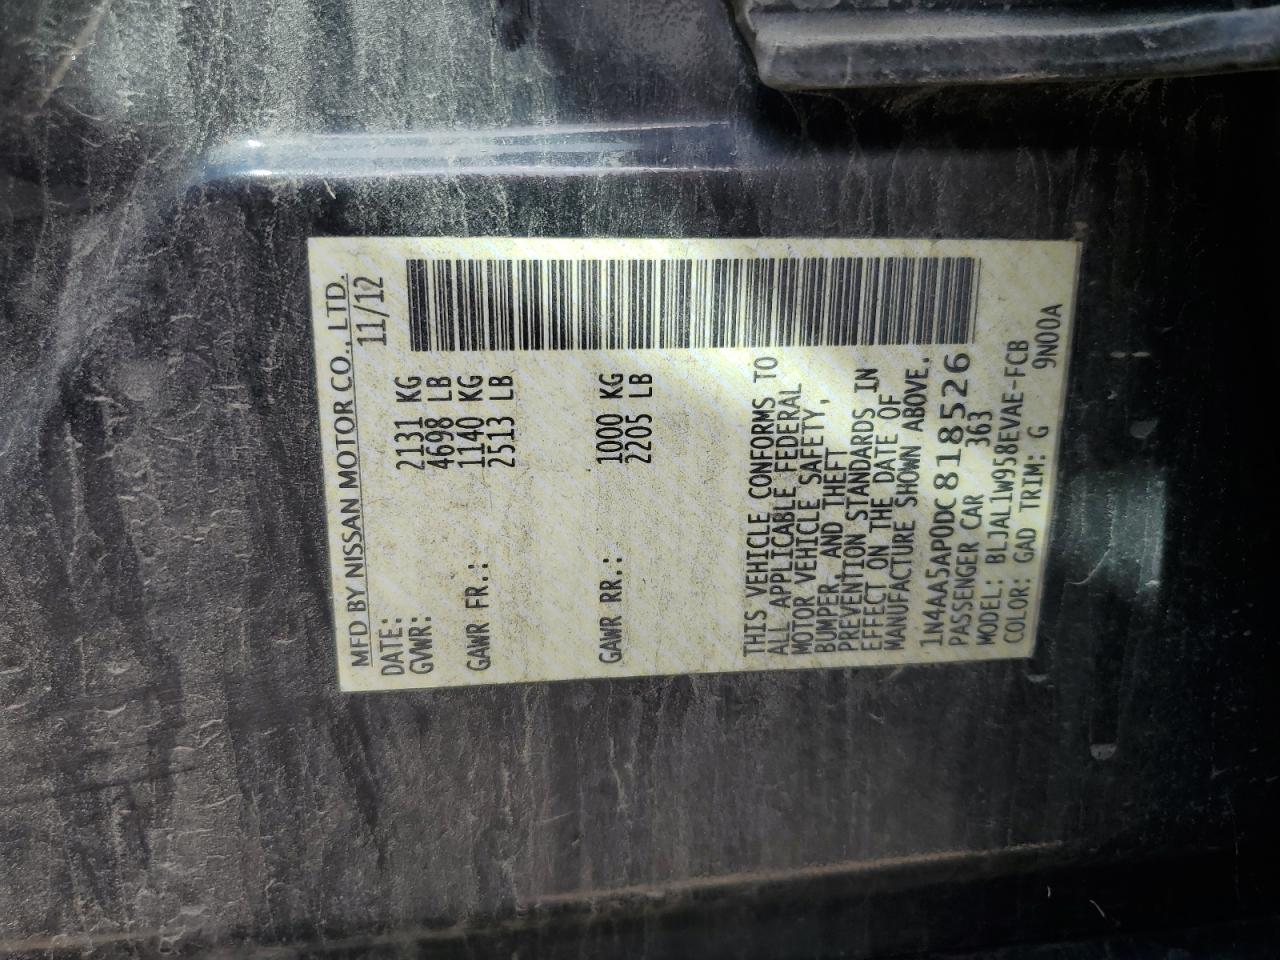 MFD BY NISSAN MOTOR CO., LTD.
DATE: 11/12
GVWR: 2131 KG
4698 LB
GAWR FR.: 1140 KG
2513 LB
GAWR RR.: 1000 KG
2205 LB
THIS VEHICLE CONFORMS TO
ALL APPLICABLE FEDERAL
MOTOR VEHICLE SAFETY,
BUMPER, AND THEFT
PREVENTION STANDARDS IN
EFFECT ON THE DATE OF
MANUFACTURE SHOWN ABOVE.
1N4AA5AP0DC818526
PASSENGER CAR 363
MODEL: BLJAL1W958EVAE-FCB
COLOR: GAD TRIM: G 9N00A